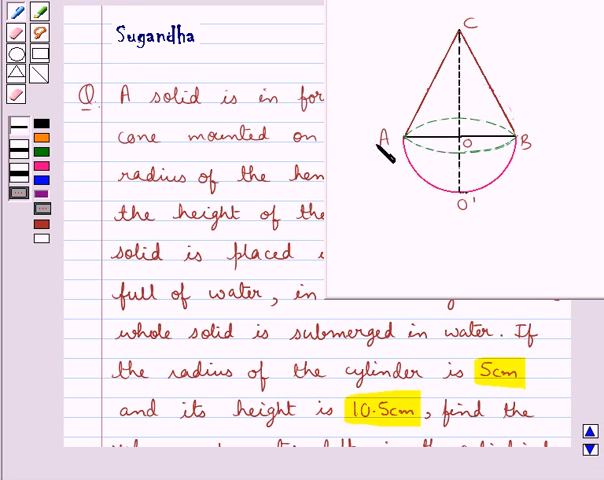 Sugandha
Q. A solid is in for
cone mounted on
radius of the hem
the height of the
solid is placed
full of water, in
whole solid is submerged in water. If
the radius of the cylinder is 5cm
and its height is 10.5cm, find the
C
A
O
B
O'